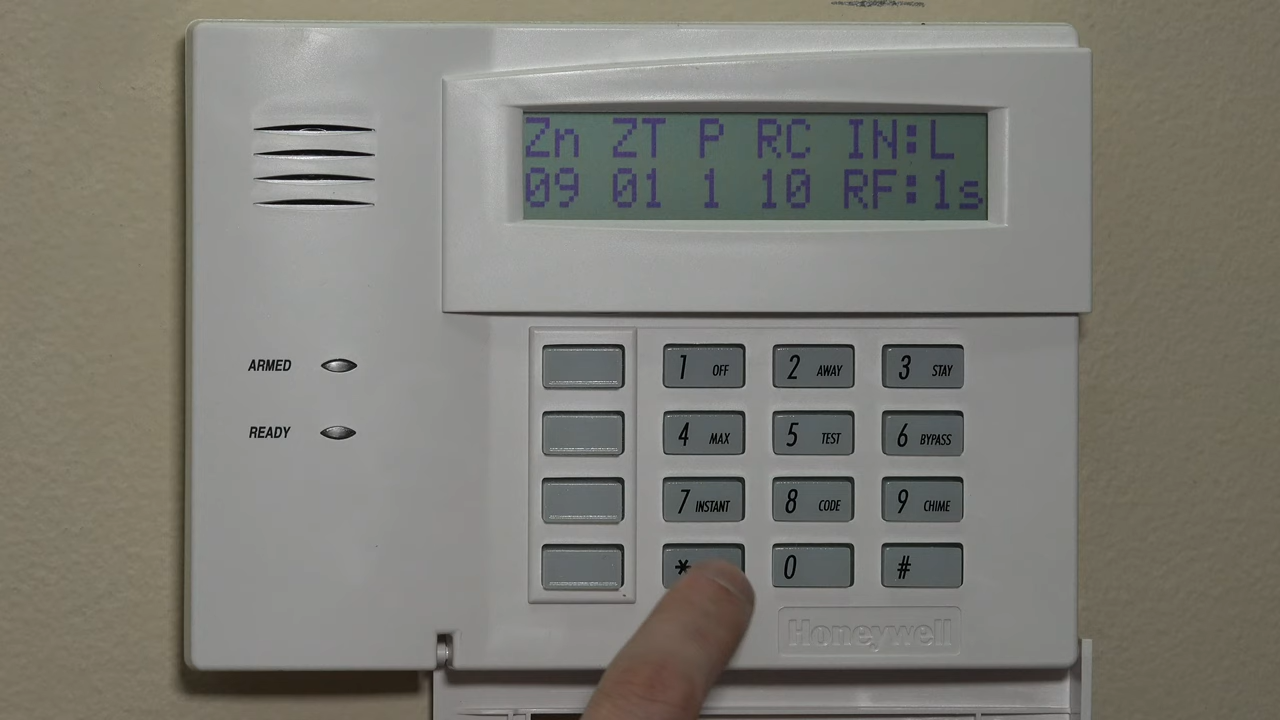 Zn ZT P RC IN:L
09 01 1 10 RF:1s
ARMED
READY
1 OFF 2 AWAY 3 STAY
4 MAX 5 TEST 6 BYPASS
7 INSTANT 8 CODE 9 CHIME
* 0 #
Honeywell